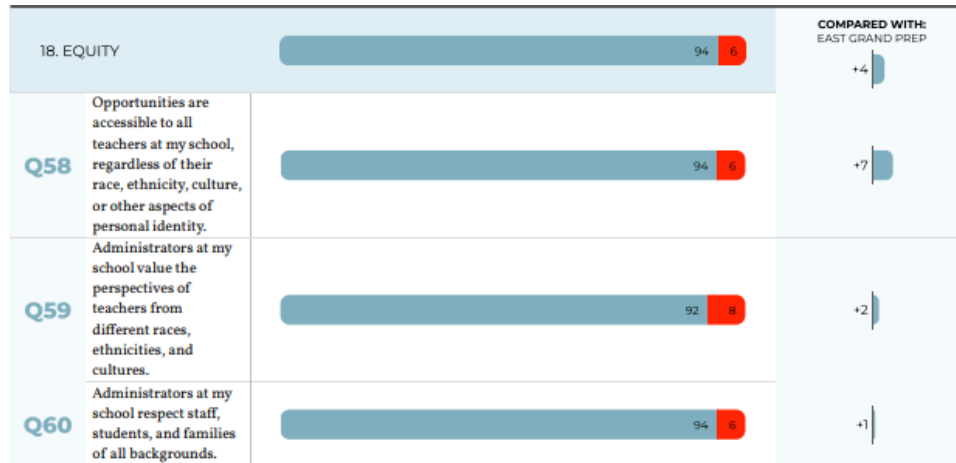 COMPARED WITH:
EAST GRAND PREP
18. EQUITY
94 6
+4
Opportunities are
accessible to all
teachers at my school,
regardless of their
race, ethnicity, culture,
or other aspects of
personal identity.
Q58
94 6
+7
Administrators at my
school value the
perspectives of
teachers from
different races,
ethnicities, and
cultures.
Q59
92 8
+2
Administrators at my
school respect staff,
students, and families
of all backgrounds.
Q60
94 6
+1